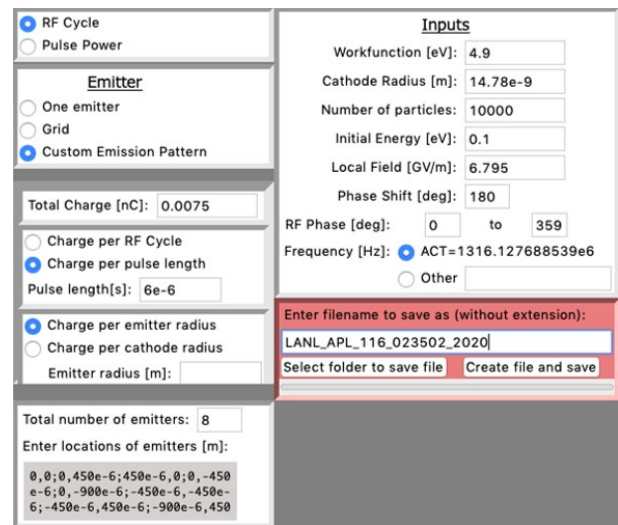 RF Cycle
Pulse Power
Emitter
One emitter
Grid
Custom Emission Pattern
Total Charge [nC]: 0.0075
Charge per RF Cycle
Charge per pulse length
Pulse length[s]: 6e-6
Charge per emitter radius
Charge per cathode radius
Emitter radius [m]:
Total number of emitters: 8
Enter locations of emitters [m]:
0,0;0,450e-6;450e-6,0;0,-450
e-6;0,-900e-6;-450e-6,-450e-
6;-450e-6,450e-6;-900e-6,450
Inputs
Workfunction [eV]: 4.9
Cathode Radius [m]: 14.78e-9
Number of particles: 10000
Initial Energy [eV]: 0.1
Local Field [GV/m]: 6.795
Phase Shift [deg]: 180
RF Phase [deg]: 0 to 359
Frequency [Hz]: ACT=1316.127688539e6
Other
Enter filename to save as (without extension):
LANL_APL_116_023502_2020
Select folder to save file Create file and save